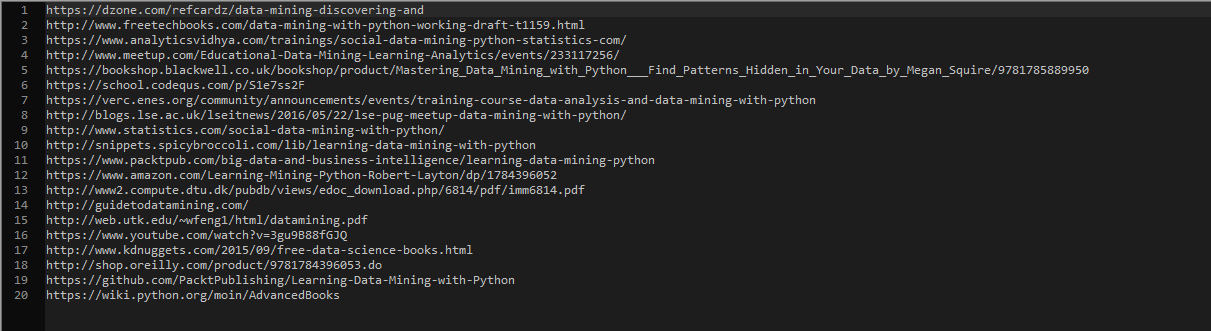 1 https://dzone.com/refcardz/data-mining-discovering-and
2 http://www.freetechbooks.com/data-mining-with-python-working-draft-t1159.html
3 https://www.analyticsvidhya.com/trainings/social-data-mining-python-statistics-com/
4 http://www.meetup.com/Educational-Data-Mining-Learning-Analytics/events/233117256/
5 https://bookshop.blackwell.co.uk/bookshop/product/Mastering_Data_Mining_with_Python___Find_Patterns_Hidden_in_Your_Data_by_Megan_Squire/9781785889950
6 https://school.codequs.com/p/S1e7ss2F
7 https://verc.enes.org/community/announcements/events/training-course-data-analysis-and-data-mining-with-python
8 http://blogs.lse.ac.uk/lseitnews/2016/05/22/lse-pug-meetup-data-mining-with-python/
9 http://www.statistics.com/social-data-mining-with-python/
10 http://snippets.spicybroccoli.com/lib/learning-data-mining-with-python
11 https://www.packtpub.com/big-data-and-business-intelligence/learning-data-mining-python
12 https://www.amazon.com/Learning-Mining-Python-Robert-Layton/dp/1784396052
13 http://www2.compute.dtu.dk/pubdb/views/edoc_download.php/6814/pdf/imm6814.pdf
14 http://guidetodatamining.com/
15 http://web.utk.edu/~wfeng1/html/datamining.pdf
16 https://www.youtube.com/watch?v=3gu9B88fGJQ
17 http://www.kdnuggets.com/2015/09/free-data-science-books.html
18 http://shop.oreilly.com/product/9781784396053.do
19 https://github.com/PacktPublishing/Learning-Data-Mining-with-Python
20 https://wiki.python.org/moin/AdvancedBooks